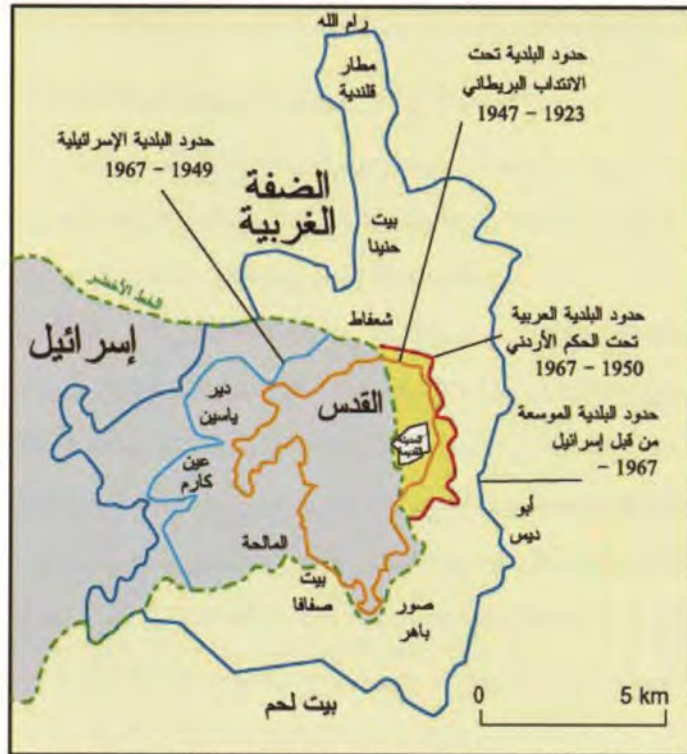 رام الله
مطار
قلندية
حدود البلدية تحت
الانتداب البريطاني
1923 – 1947
حدود البلدية الإسرائيلية
1949 – 1967
الضفة
الغربية
بيت
حنينا
الخط الأخضر
شعفاط
حدود البلدية العربية
تحت الحكم الأردني
1950 – 1967
إسرائيل
القدس
دير
ياسين
حدود البلدية الموسعة
من قبل إسرائيل
1967 –
المدينة
القديمة
عين
كارم
أبو
ديس
المالحة
بيت
صفافا
صور
باهر
بيت لحم
0 5 km